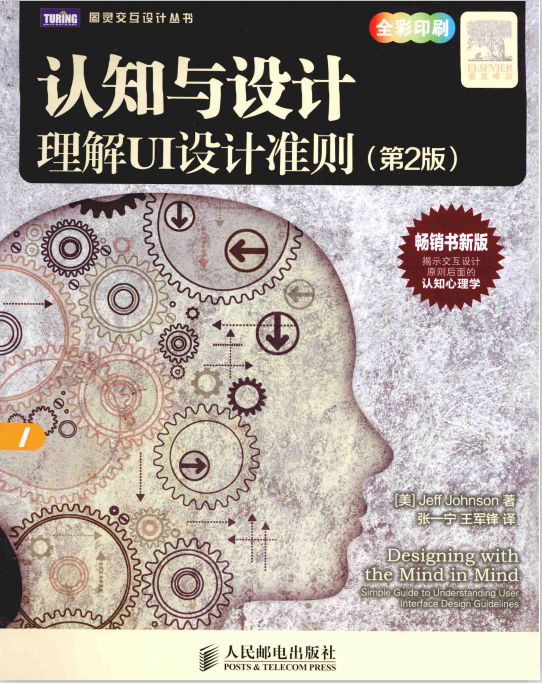 TURING
图灵交互设计丛书
全彩印刷
ELSEVIER
爱思唯尔
认知与设计
理解UI设计准则(第2版)
畅销书新版
揭示交互设计
原则后面的
认知心理学
[美] Jeff Johnson 著
张一宁 王军锋 译
Designing with
the Mind in Mind
Simple Guide to Understanding User
Interface Design Guidelines
人民邮电出版社
POSTS & TELECOM PRESS